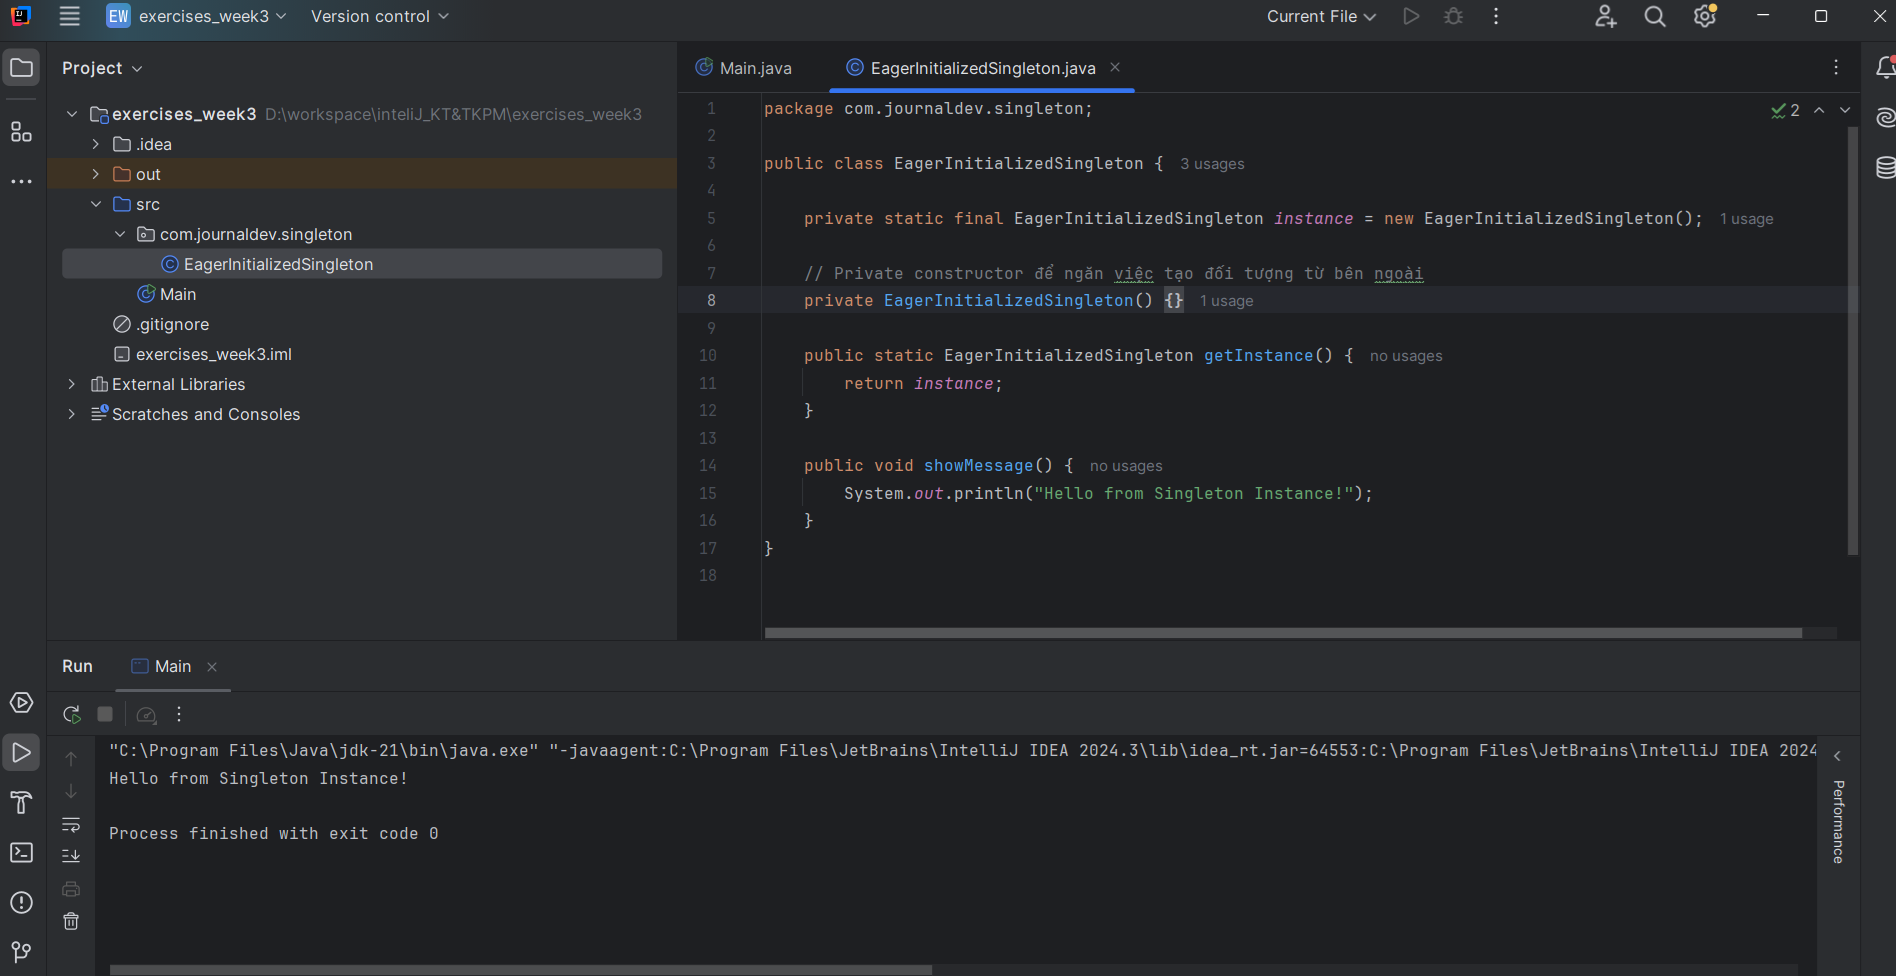 EW exercises_week3 Version control Current File
Project
exercises_week3 D:\workspace\inteliJ_KT&TKPM\exercises_week3
.idea
out
src
com.journaldev.singleton
EagerInitializedSingleton
Main
.gitignore
exercises_week3.iml
External Libraries
Scratches and Consoles
Main.java EagerInitializedSingleton.java
2
1 package com.journaldev.singleton;
2
3 public class EagerInitializedSingleton { 3 usages
4
5 private static final EagerInitializedSingleton instance = new EagerInitializedSingleton(); 1 usage
6
7 // Private constructor để ngăn việc tạo đối tượng từ bên ngoài
8 private EagerInitializedSingleton() {} 1 usage
9
10 public static EagerInitializedSingleton getInstance() { no usages
11 return instance;
12 }
13
14 public void showMessage() { no usages
15 System.out.println("Hello from Singleton Instance!");
16 }
17 }
18
Run Main
"C:\Program Files\Java\jdk-21\bin\java.exe" "-javaagent:C:\Program Files\JetBrains\IntelliJ IDEA 2024.3\lib\idea_rt.jar=64553:C:\Program Files\JetBrains\IntelliJ IDEA 2024
Hello from Singleton Instance!
Process finished with exit code 0
Performance